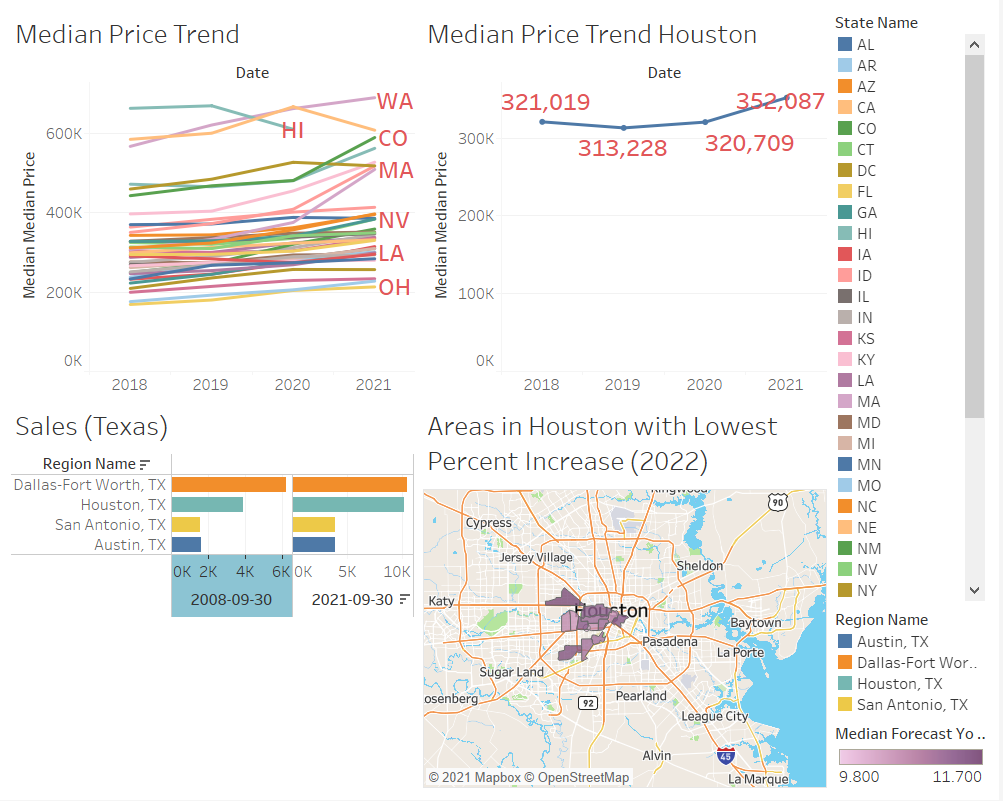 Median Price Trend
Date
Median Median Price
600K
400K
200K
0K
WA
HI
CO
MA
NV
LA
OH
2018 2019 2020 2021
Median Price Trend Houston
Date
Median Median Price
300K
200K
100K
0K
321,019
313,228
320,709
352,087
2018 2019 2020 2021
Sales (Texas)
Region Name
Dallas-Fort Worth, TX
Houston, TX
San Antonio, TX
Austin, TX
0K 2K 4K 6K 0K 5K 10K
2008-09-30 2021-09-30
Areas in Houston with Lowest
Percent Increase (2022)
Kingwood
90
Cypress
Jersey Village
Sheldon
Katy
Houston
Baytown
Pasadena
La Porte
Sugar Land
osenberg
92
Pearland
League City
Alvin
45
La Marque
© 2021 Mapbox © OpenStreetMap
State Name
AL
AR
AZ
CA
CO
CT
DC
FL
GA
HI
IA
ID
IL
IN
KS
KY
LA
MA
MD
MI
MN
MO
NC
NE
NM
NV
NY
Region Name
Austin, TX
Dallas-Fort Wor..
Houston, TX
San Antonio, TX
Median Forecast Yo ..
9.800 11.700